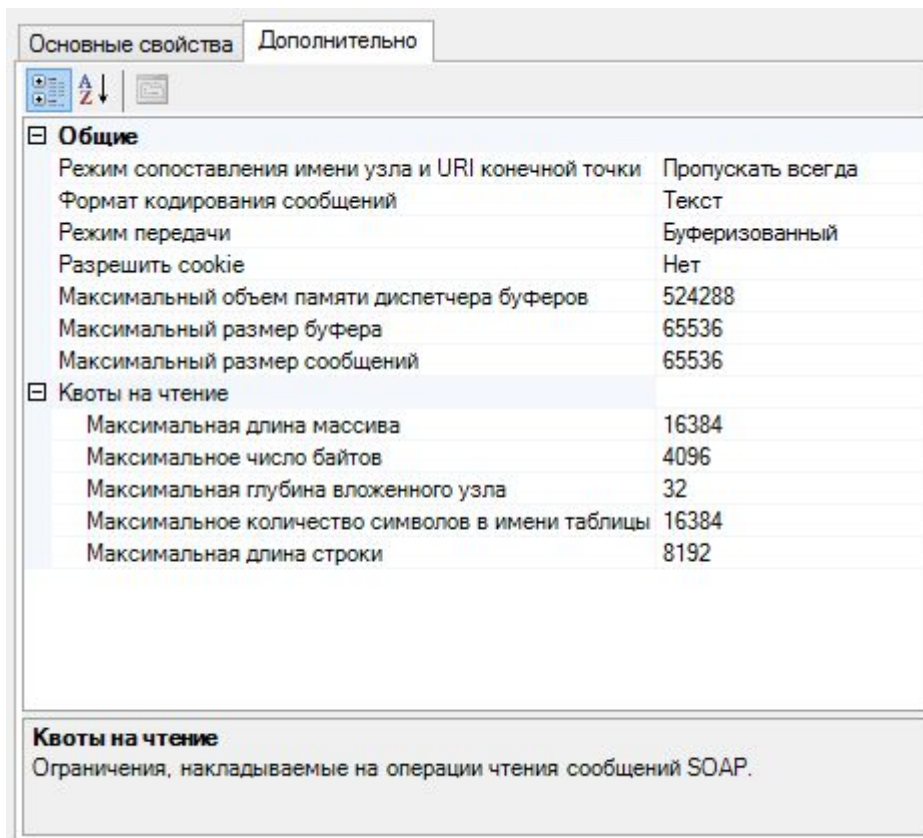 Основные свойства Дополнительно
Общие
Режим сопоставления имени узла и URI конечной точки Пропускать всегда
Формат кодирования сообщений Текст
Режим передачи Буферизованный
Разрешить cookie Нет
Максимальный объем памяти диспетчера буферов 524288
Максимальный размер буфера 65536
Максимальный размер сообщений 65536
Квоты на чтение
Максимальная длина массива 16384
Максимальное число байтов 4096
Максимальная глубина вложенного узла 32
Максимальное количество символов в имени таблицы 16384
Максимальная длина строки 8192
Квоты на чтение
Ограничения, накладываемые на операции чтения сообщений SOAP.